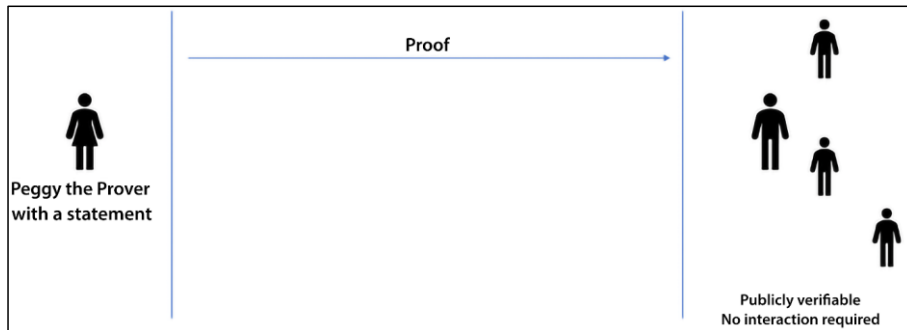 Proof
Peggy the Prover
with a statement
Publicly verifiable
No interaction required